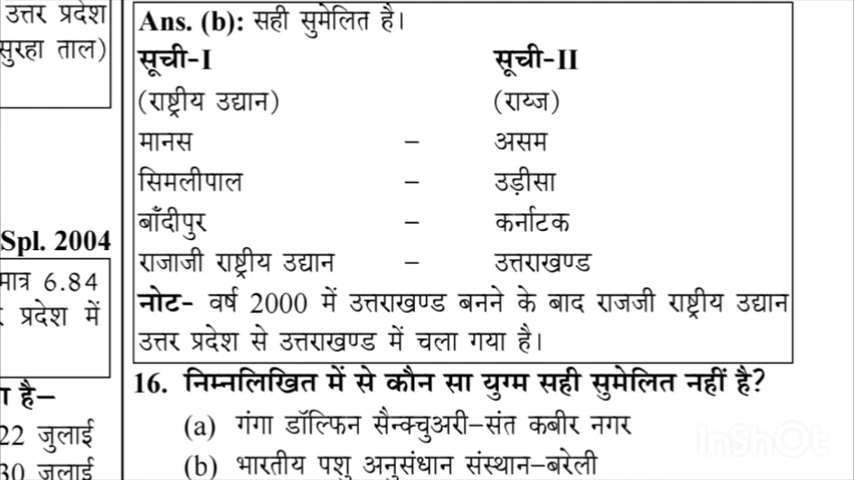 उत्तर प्रदेश
सुरहा ताल)
Spl. 2004
मात्र 6.84
प्रदेश में
है–
22 जुलाई
30 जुलाई
Ans. (b): सही सुमेलित है।
सूची-I सूची-II
(राष्ट्रीय उद्यान) (राय्ज)
मानस – असम
सिमलीपाल – उड़ीसा
बाँदीपुर – कर्नाटक
राजाजी राष्ट्रीय उद्यान – उत्तराखण्ड
नोट- वर्ष 2000 में उत्तराखण्ड बनने के बाद राजजी राष्ट्रीय उद्यान
उत्तर प्रदेश से उत्तराखण्ड में चला गया है।
16. निम्नलिखित में से कौन सा युग्म सही सुमेलित नहीं है?
(a) गंगा डॉल्फिन सैन्क्चुअरी–संत कबीर नगर
(b) भारतीय पशु अनुसंधान संस्थान–बरेली
InShOt